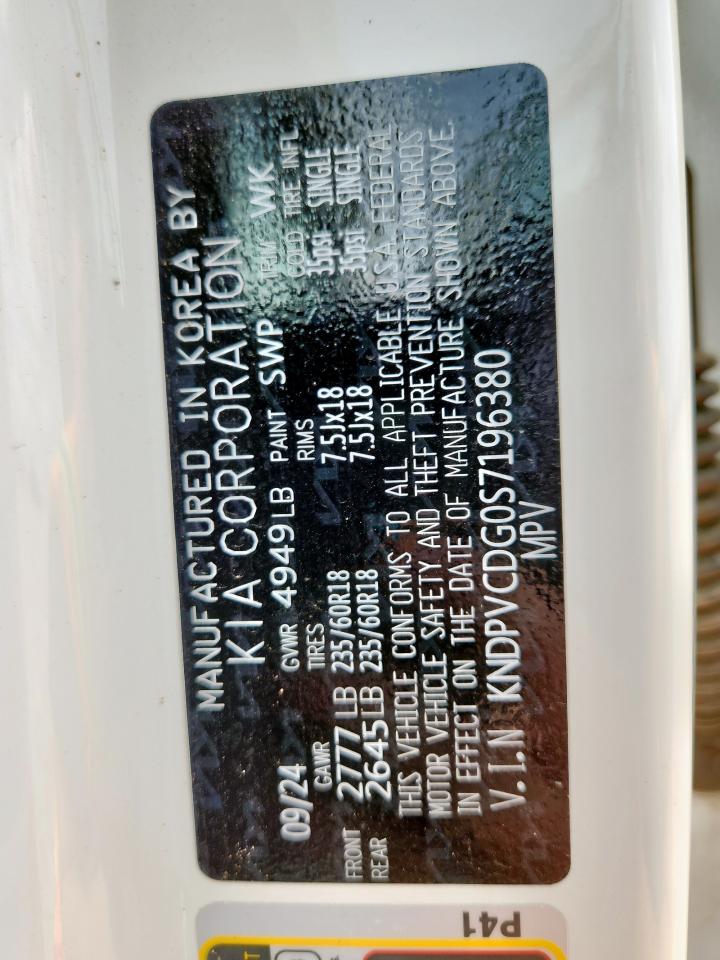 MANUFACTURED IN KOREA BY
KIA CORPORATION
09/24 GVWR 4949LB PAINT SWP TRIM WK
GAWR TIRES RIMS COLD TIRE INFL
FRONT 2777 LB 235/60R18 7.5Jx18 35psi SINGLE
REAR 2645LB 235/60R18 7.5Jx18 35psi SINGLE
THIS VEHICLE CONFORMS TO ALL APPLICABLE U.S.A. FEDERAL
MOTOR VEHICLE SAFETY AND THEFT PREVENTION STANDARDS
IN EFFECT ON THE DATE OF MANUFACTURE SHOWN ABOVE.
V.I.N KNDPVCDG0S7196380
MPV
P41